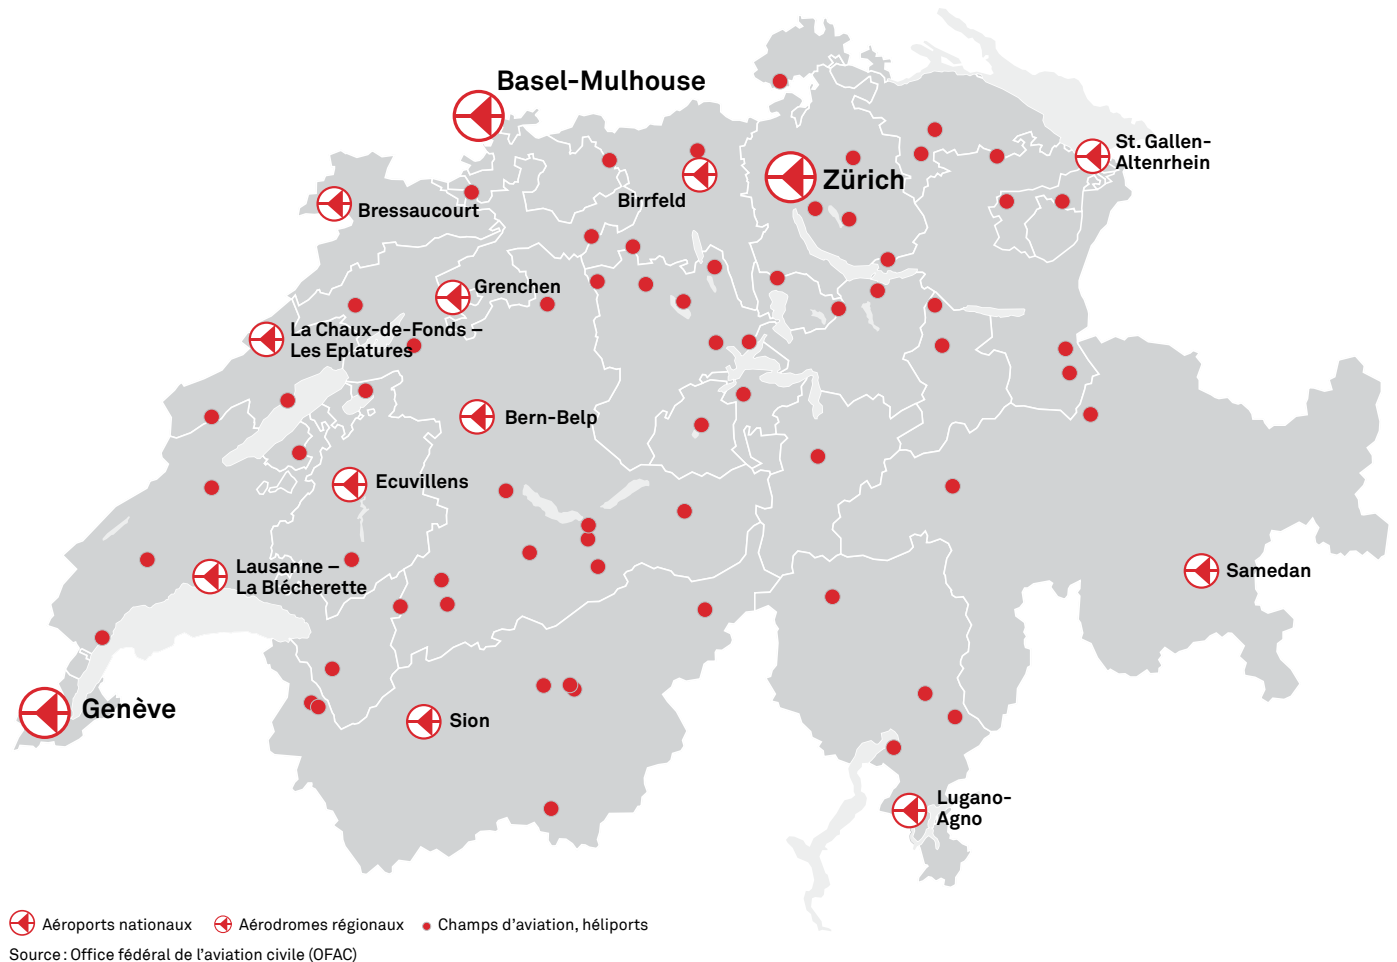 Basel-Mulhouse
St. Gallen-
Altenrhein
Zürich
Birrfeld
Bressaucourt
Grenchen
La Chaux-de-Fonds –
Les Eplatures
Bern-Belp
Ecuvillens
Lausanne –
La Blécherette
Samedan
Genève
Sion
Lugano-
Agno
Aéroports nationaux
Aérodromes régionaux
Champs d’aviation, héliports
Source : Office fédéral de l’aviation civile (OFAC)